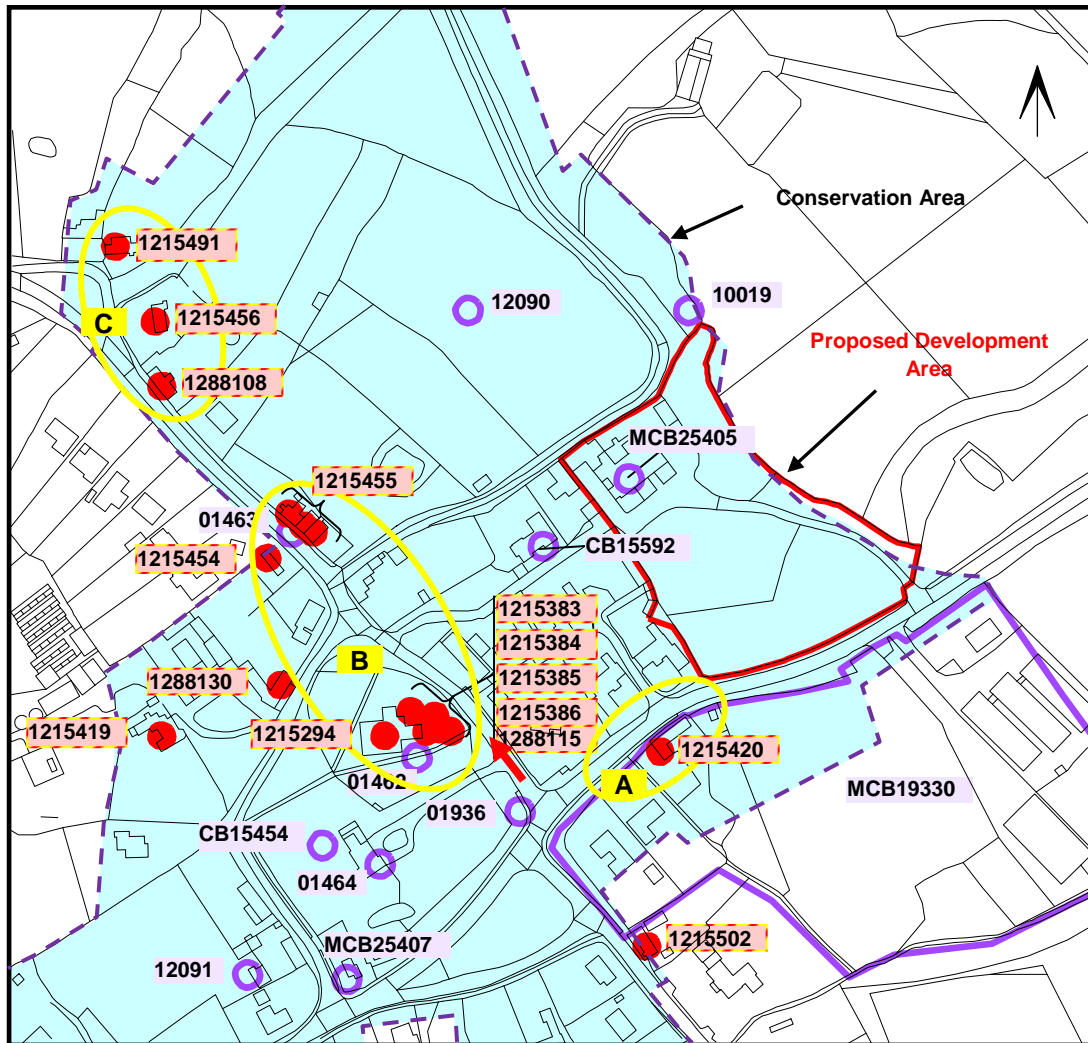 Conservation Area
1215491
C
1215456
12090
10019
Proposed Development
Area
1288108
MCB25405
1215455
01463
1215454
CB15592
1215383
1215384
1215385
1215386
1288115
B
1288130
1215419
1215294
01462
1215420
A
MCB19330
01936
CB15454
01464
1215502
MCB25407
12091